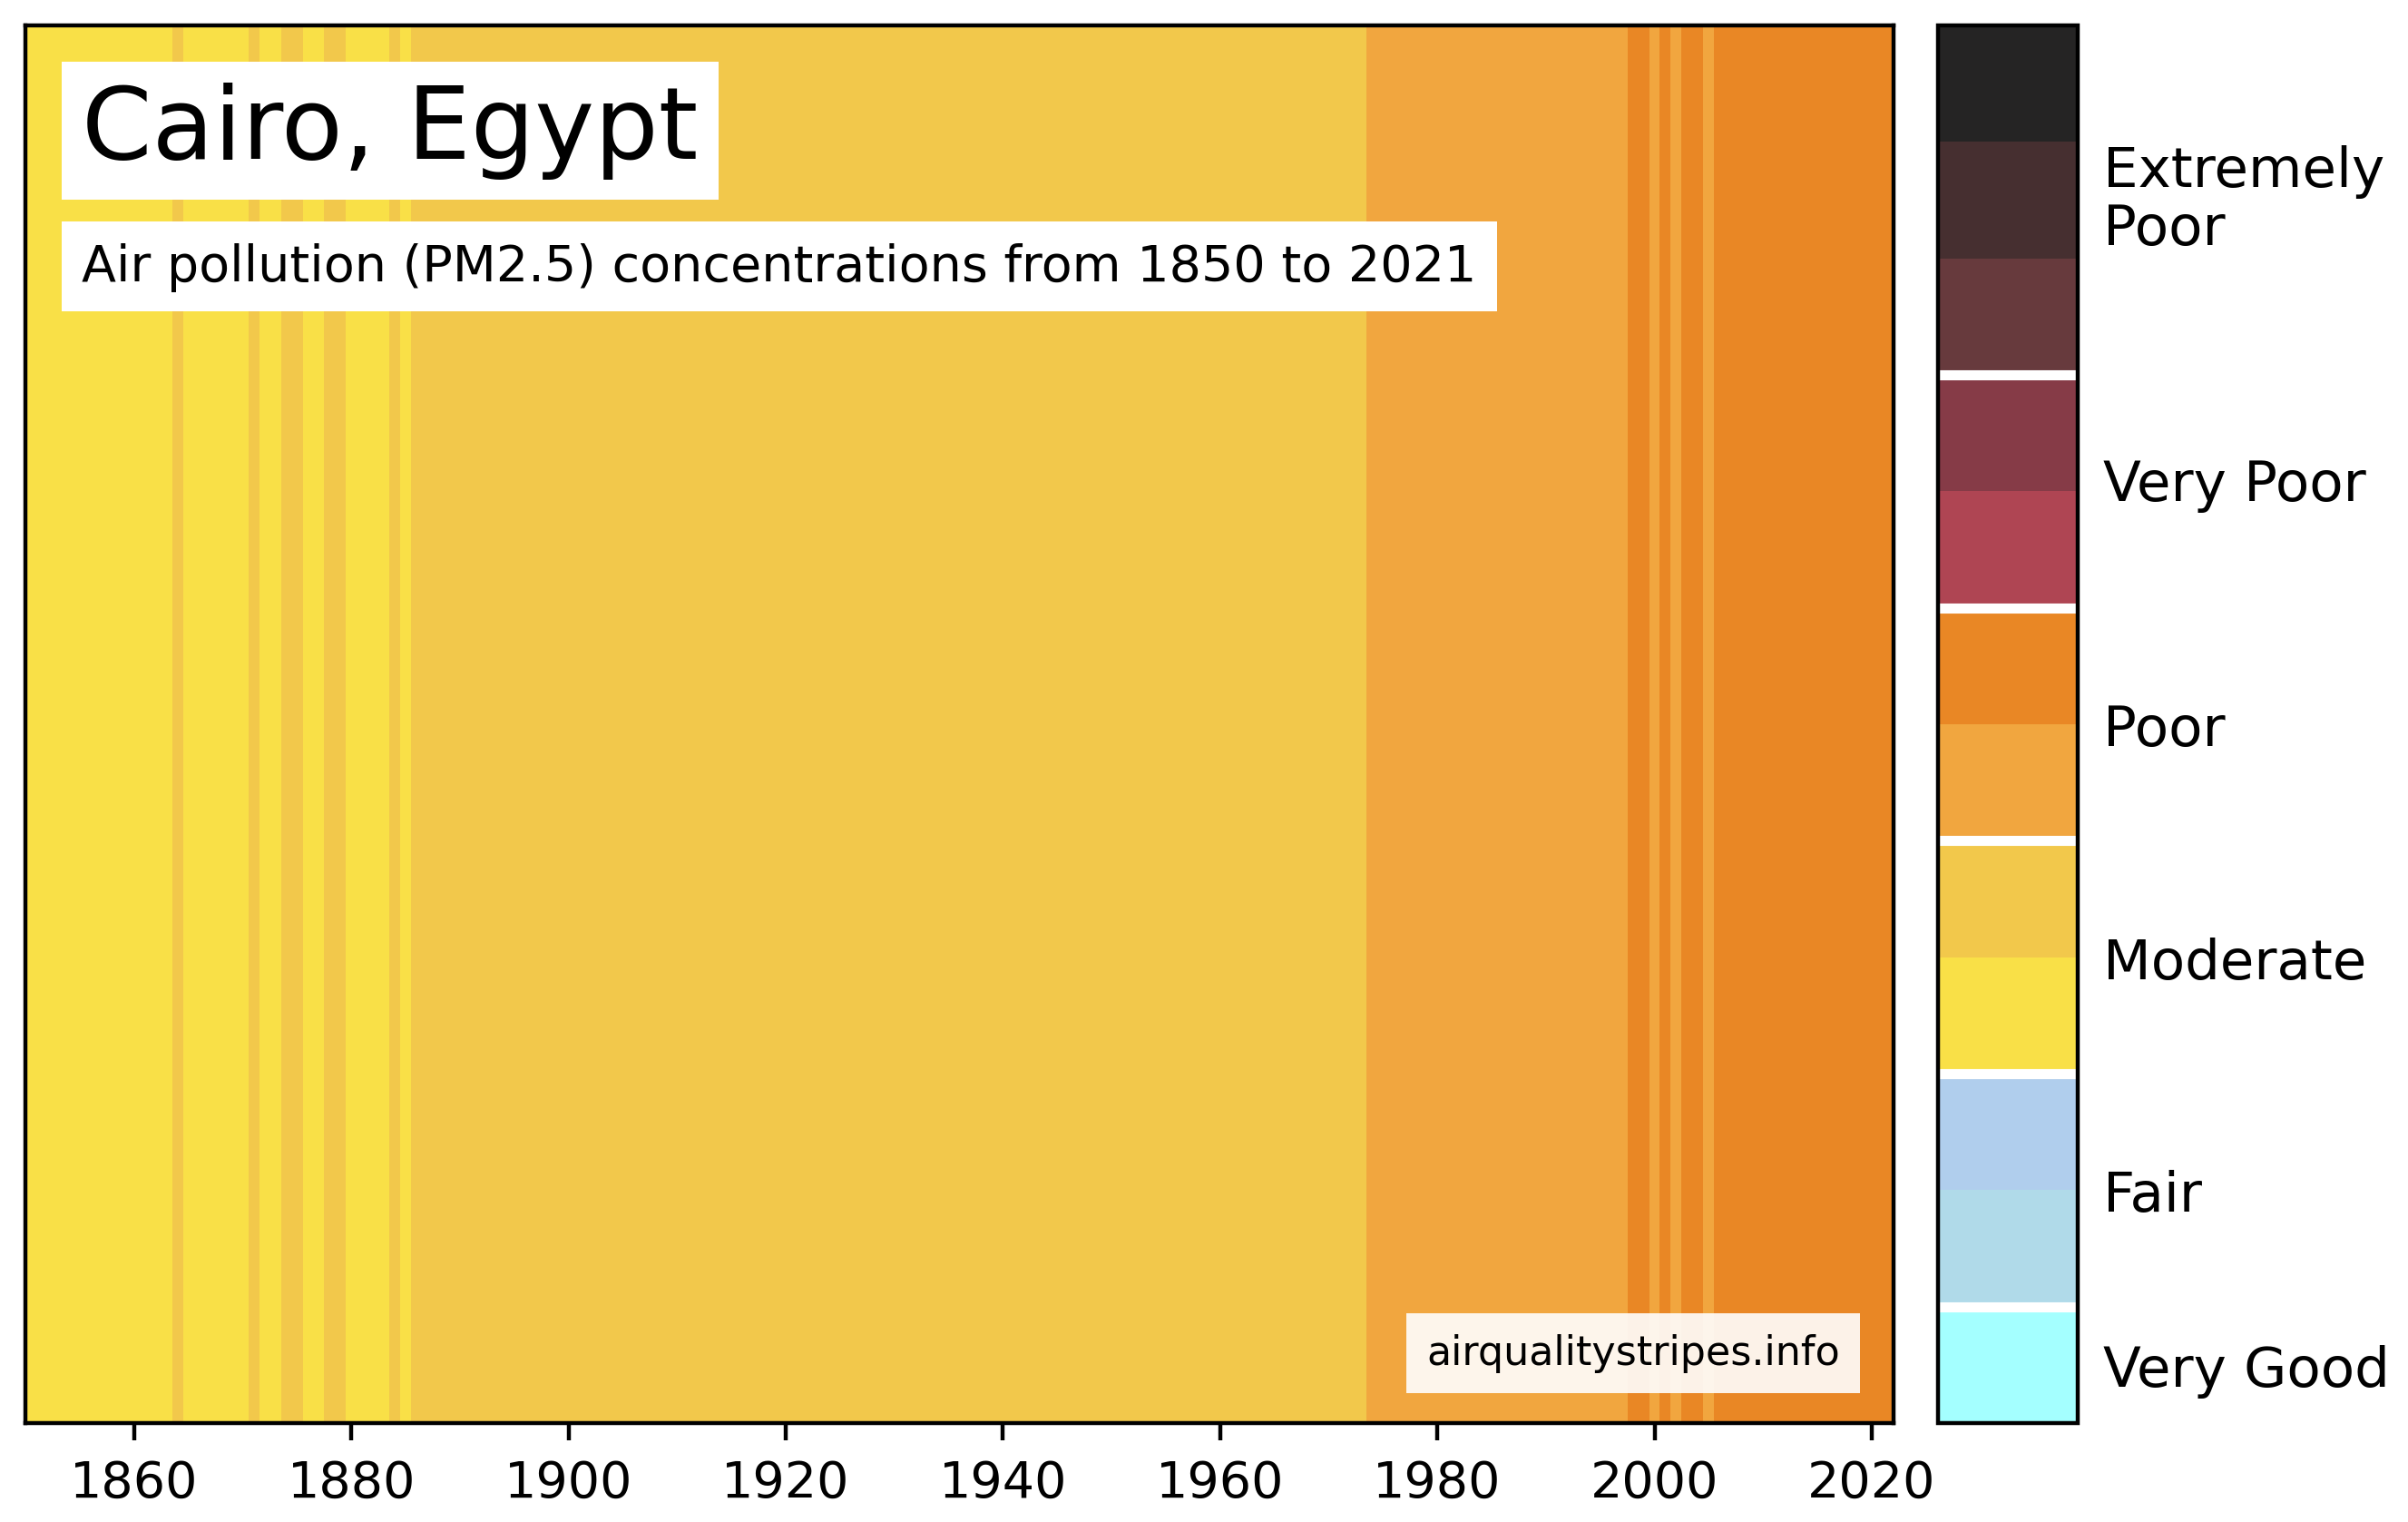 Cairo, Egypt
Air pollution (PM2.5) concentrations from 1850 to 2021
airqualitystripes.info
1860 1880 1900 1920 1940 1960 1980 2000 2020
Extremely
Poor
Very Poor
Poor
Moderate
Fair
Very Good